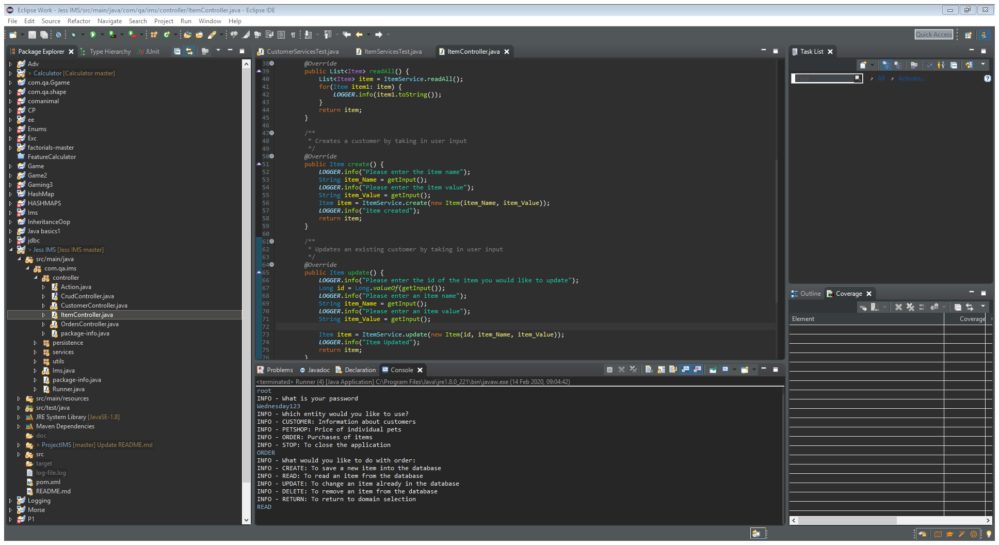 Eclipse Work - Jess IMS/src/main/java/com/qa/ims/controller/ItemController.java - Eclipse IDE
File Edit Source Refactor Navigate Search Project Run Window Help
Quick Access
Package Explorer Type Hierarchy JUnit
Adv
> Calculator [Calculator master]
com.qa.Ggame
com.qa.shape
comanimal
CP
ee
Enums
Exc
factorials-master
FeatureCalculator
Game
Game2
Gaming3
HashMap
HASHMAPS
Ims
InheritanceOop
Java basics1
jdbc
> Jess IMS [Jess IMS master]
src/main/java
com.qa.ims
controller
Action.java
CrudController.java
CustomerController.java
ItemController.java
OrdersController.java
package-info.java
persistence
services
utils
Ims.java
package-info.java
Runner.java
src/main/resources
src/test/java
JRE System Library [JavaSE-1.8]
Maven Dependencies
doc
> ProjectIMS [master] Update README.md
src
target
log-file.log
pom.xml
README.md
Logging
Morse
P1
CustomerServicesTest.java ItemServicesTest.java ItemController.java
38 @Override
39 public List<Item> readAll() {
40 List<Item> item = ItemService.readAll();
41 for(Item item1: item) {
42 LOGGER.info(item1.toString());
43 }
44 return item;
45 }
46
47 /**
48 * Creates a customer by taking in user input
49 */
50 @Override
51 public Item create() {
52 LOGGER.info("Please enter the item name");
53 String item_Name = getInput();
54 LOGGER.info("Please enter the item value");
55 String item_Value = getInput();
56 Item item = ItemService.create(new Item(item_Name, item_Value));
57 LOGGER.info("item created");
58 return item;
59 }
60
61 /**
62 * Updates an existing customer by taking in user input
63 */
64 @Override
65 public Item update() {
66 LOGGER.info("Please enter the id of the item you would like to update");
67 Long id = Long.valueOf(getInput());
68 LOGGER.info("Please enter an item name");
69 String item_Name = getInput();
70 LOGGER.info("Please enter an item value");
71 String item_Value = getInput();
72
73 Item item = ItemService.update(new Item(id, item_Name, item_Value));
74 LOGGER.info("Item Updated");
75 return item;
76 }
Problems Javadoc Declaration Console
<terminated> Runner (4) [Java Application] C:\Program Files\Java\jre1.8.0_221\bin\javaw.exe (14 Feb 2020, 09:04:42)
root
INFO - What is your password
Wednesday123
INFO - Which entity would you like to use?
INFO - CUSTOMER: Information about customers
INFO - PETSHOP: Price of individual pets
INFO - ORDER: Purchases of items
INFO - STOP: To close the application
ORDER
INFO - What would you like to do with order:
INFO - CREATE: To save a new item into the database
INFO - READ: To read an item from the database
INFO - UPDATE: To change an item already in the database
INFO - DELETE: To remove an item from the database
INFO - RETURN: To return to domain selection
READ
Task List
Find All Activate...
Outline Coverage
Element Coverage